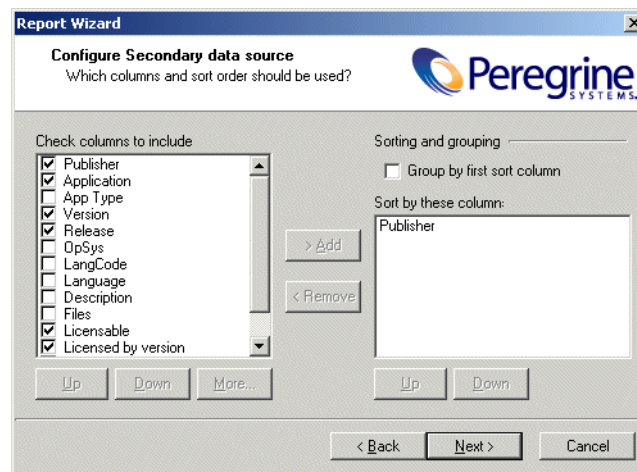 Report Wizard
Configure Secondary data source
Which columns and sort order should be used?
Peregrine
SYSTEMS
Check columns to include
Publisher
Application
App Type
Version
Release
OpSys
LangCode
Language
Description
Files
Licensable
Licensed by version
Up
Down
More...
> Add
< Remove
Sorting and grouping
Group by first sort column
Sort by these column:
Publisher
Up
Down
< Back
Next >
Cancel